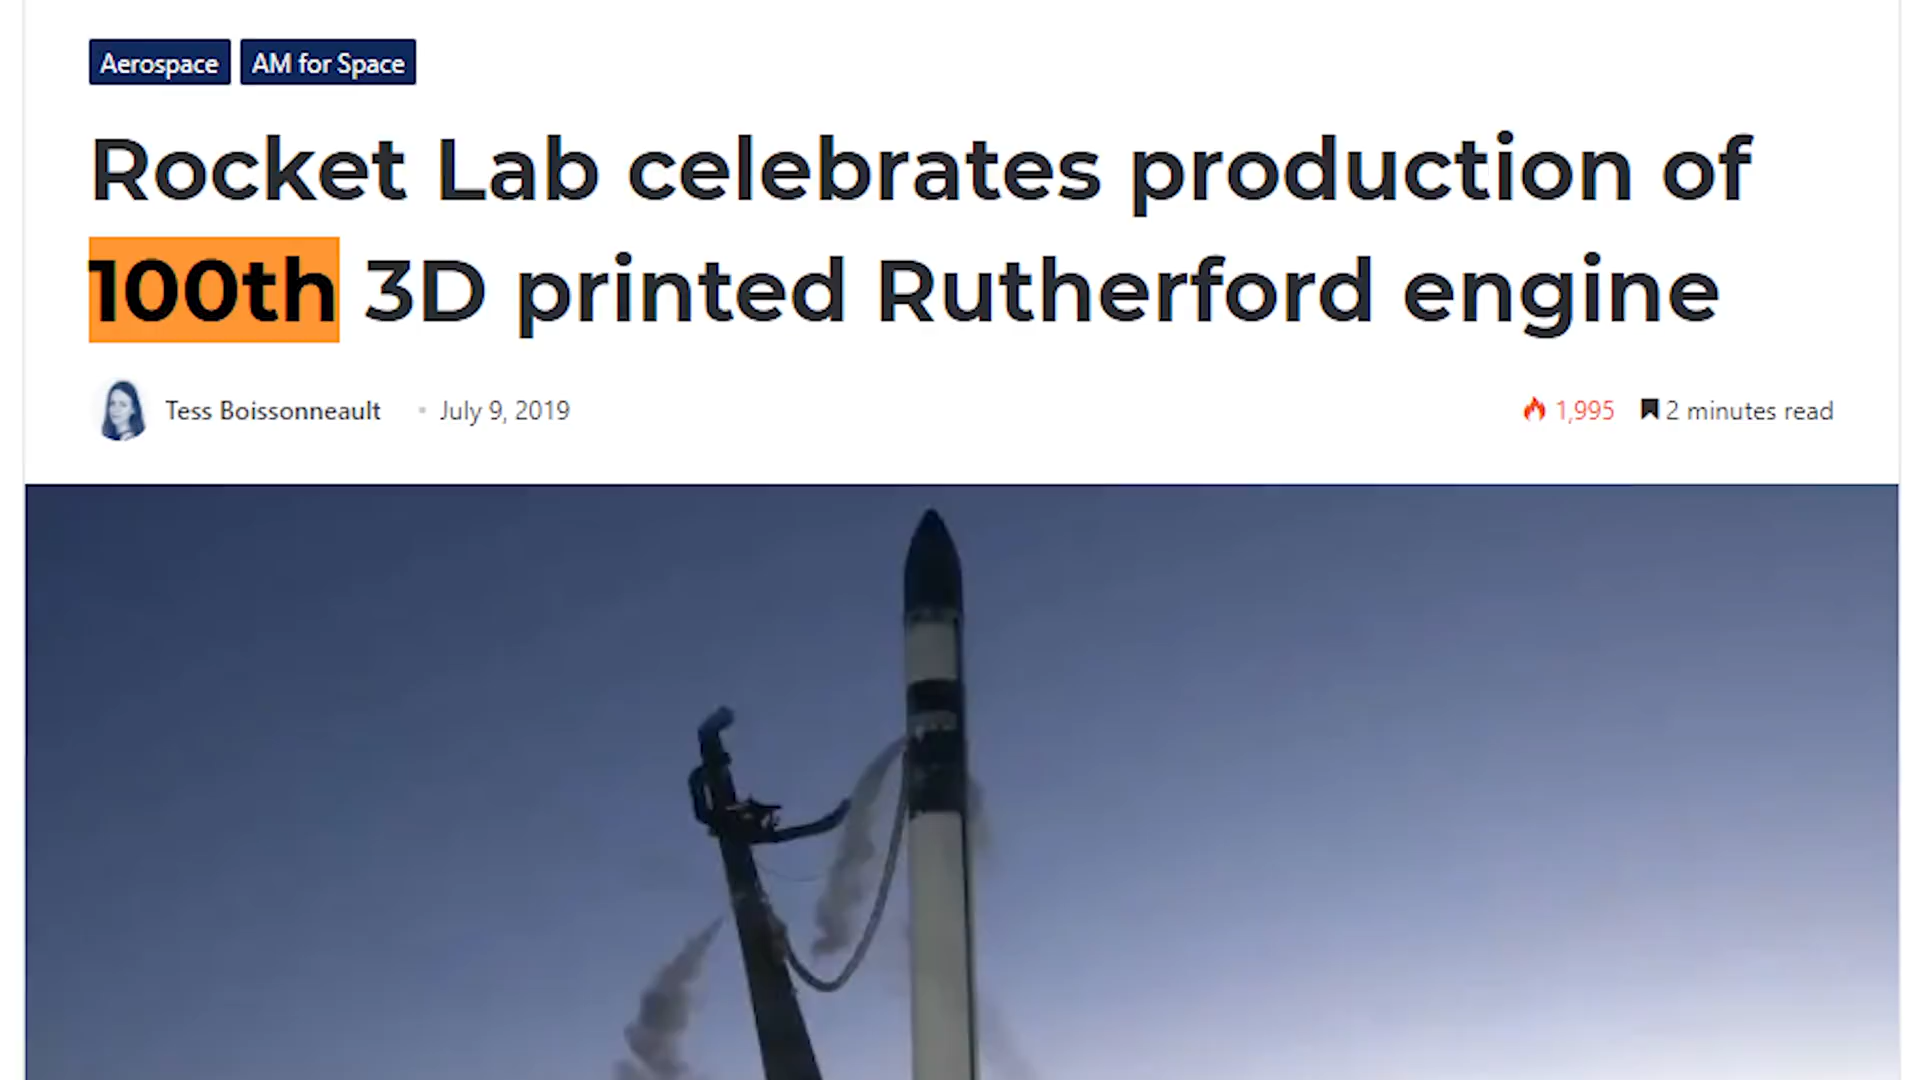 Aerospace AM for Space
Rocket Lab celebrates production of
100th 3D printed Rutherford engine
Tess Boissonneault • July 9, 2019 1,995 2 minutes read